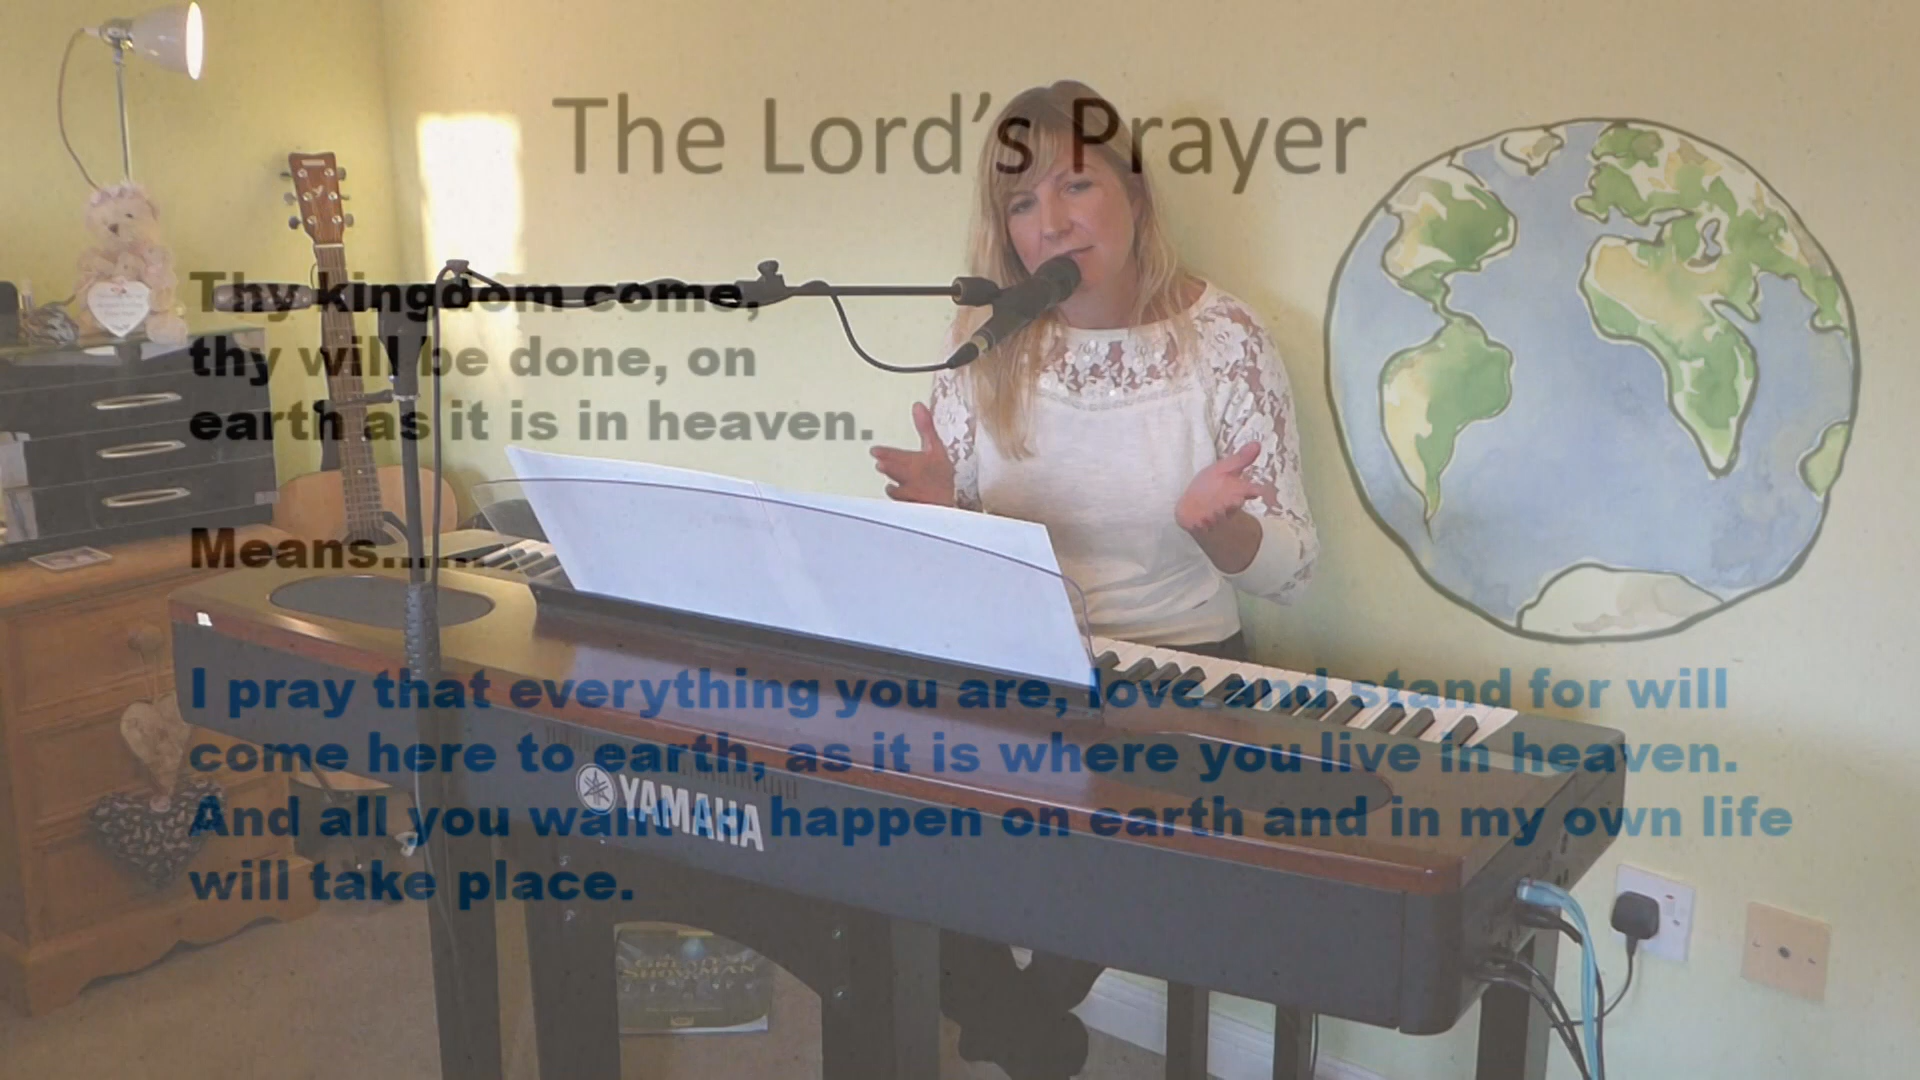 The Lord’s Prayer
Thy kingdom come,
thy will be done, on
earth as it is in heaven.
Means.......
I pray that everything you are, love and stand for will
come here to earth, as it is where you live in heaven.
And all you want to happen on earth and in my own life
will take place.
YAMAHA
SHOWMAN